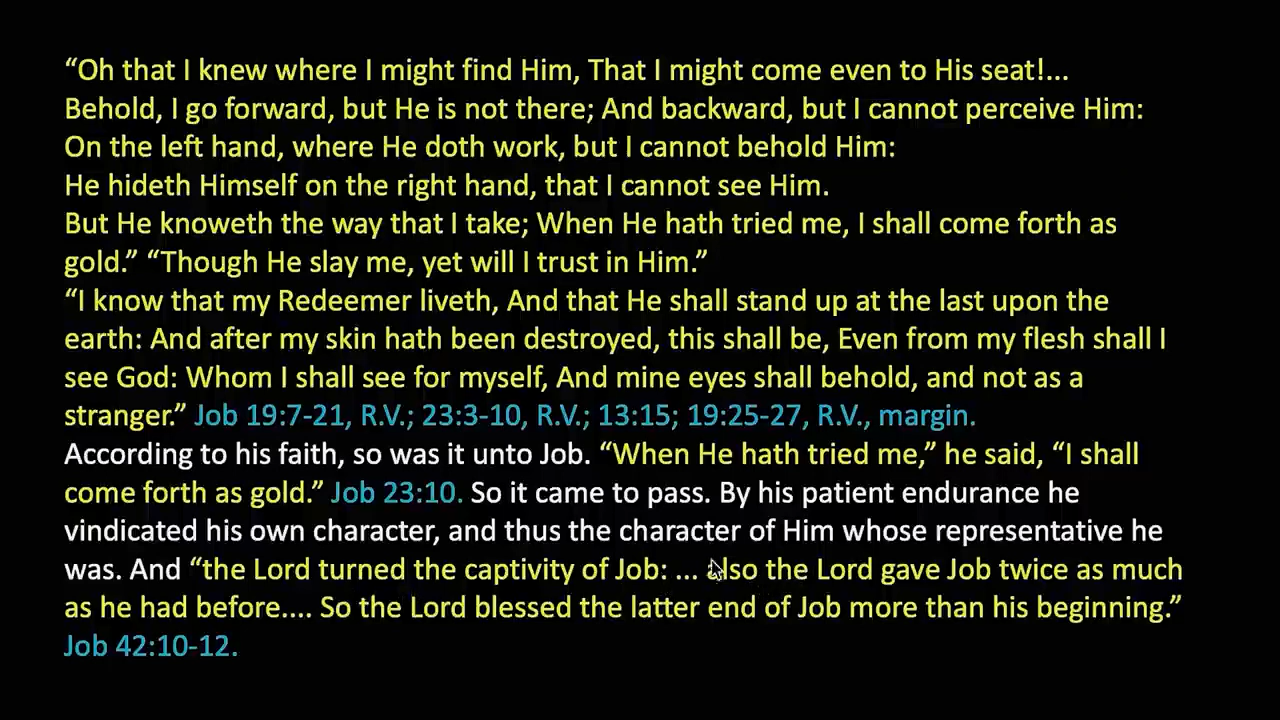 “Oh that I knew where I might find Him, That I might come even to His seat!...
Behold, I go forward, but He is not there; And backward, but I cannot perceive Him:
On the left hand, where He doth work, but I cannot behold Him:
He hideth Himself on the right hand, that I cannot see Him.
But He knoweth the way that I take; When He hath tried me, I shall come forth as
gold.” “Though He slay me, yet will I trust in Him.”
“I know that my Redeemer liveth, And that He shall stand up at the last upon the
earth: And after my skin hath been destroyed, this shall be, Even from my flesh shall I
see God: Whom I shall see for myself, And mine eyes shall behold, and not as a
stranger.” Job 19:7-21, R.V.; 23:3-10, R.V.; 13:15; 19:25-27, R.V., margin.
According to his faith, so was it unto Job. “When He hath tried me,” he said, “I shall
come forth as gold.” Job 23:10. So it came to pass. By his patient endurance he
vindicated his own character, and thus the character of Him whose representative he
was. And “the Lord turned the captivity of Job: ... also the Lord gave Job twice as much
as he had before.... So the Lord blessed the latter end of Job more than his beginning.”
Job 42:10-12.